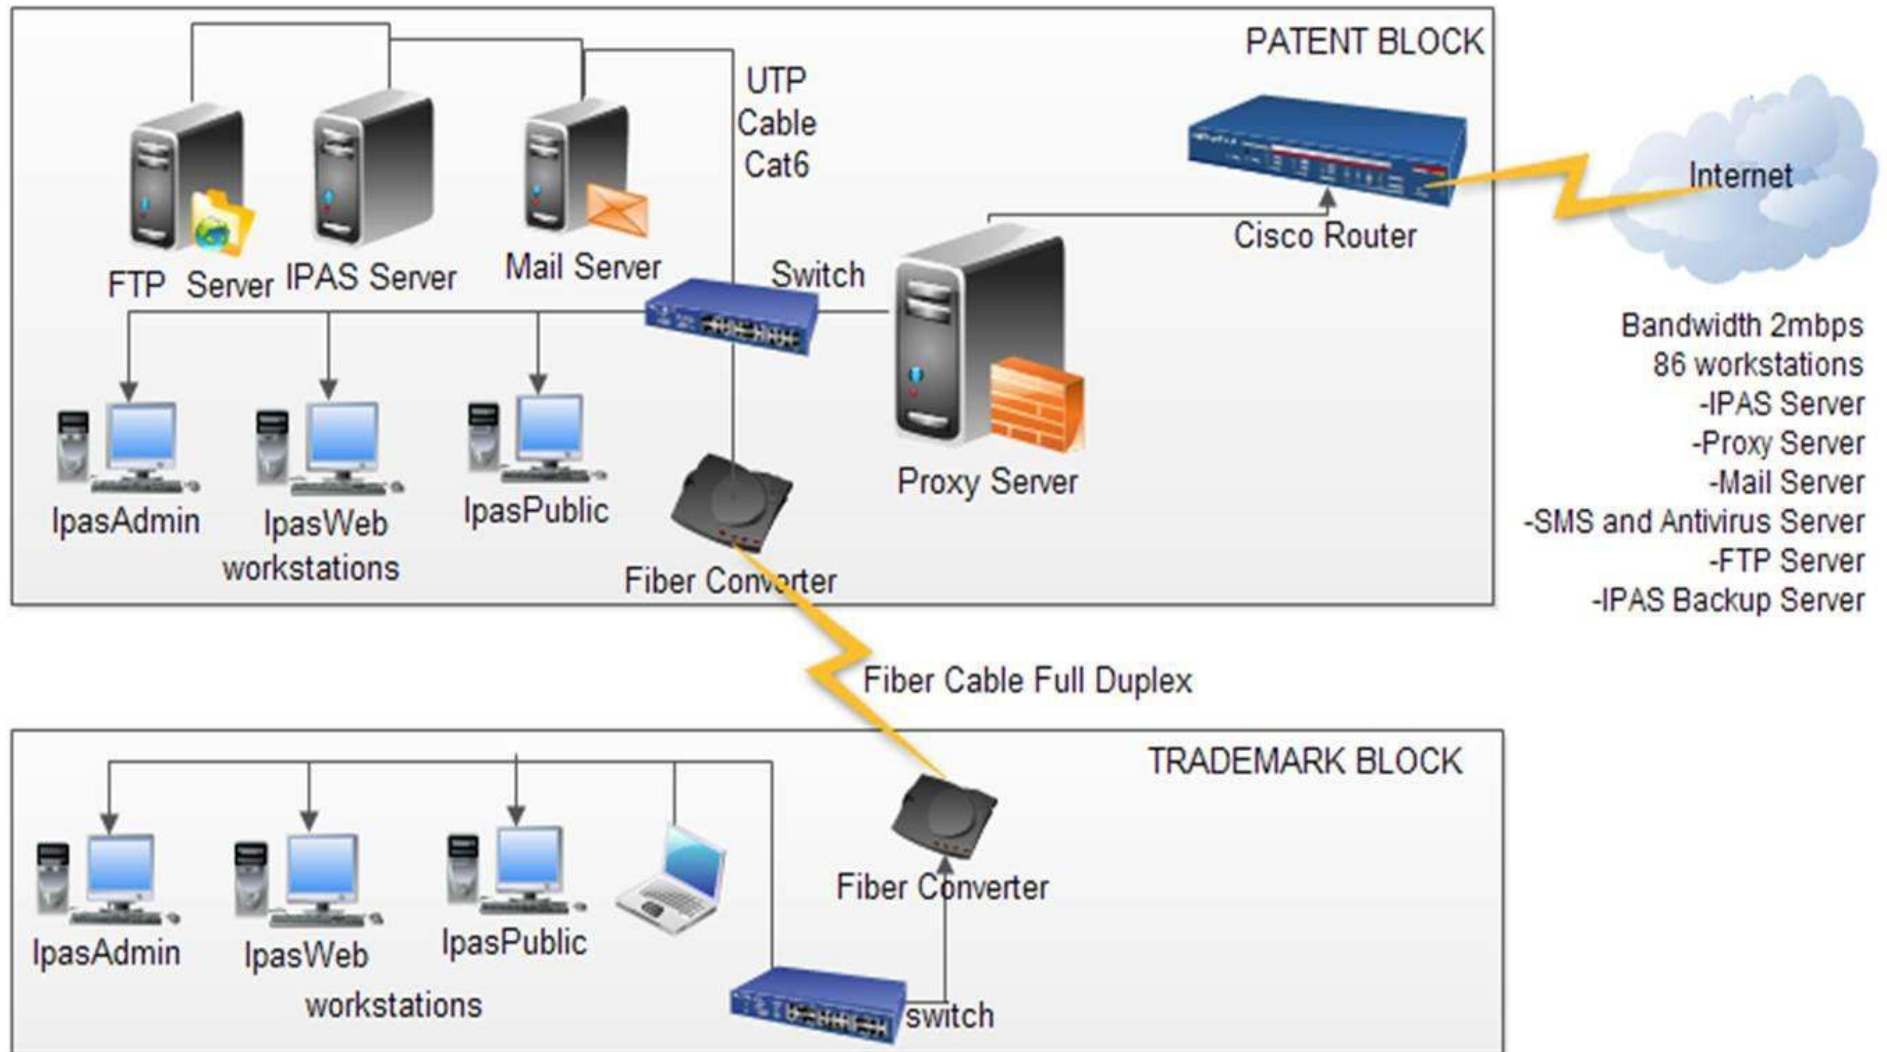 PATENT BLOCK
UTP
Cable
Cat6
Internet
Cisco Router
FTP Server
IPAS Server
Mail Server
Switch
Bandwidth 2mbps
86 workstations
-IPAS Server
-Proxy Server
-Mail Server
-SMS and Antivirus Server
-FTP Server
-IPAS Backup Server
Proxy Server
IpasAdmin
IpasWeb
workstations
IpasPublic
Fiber Converter
Fiber Cable Full Duplex
TRADEMARK BLOCK
Fiber Converter
IpasAdmin
IpasWeb
IpasPublic
workstations
switch